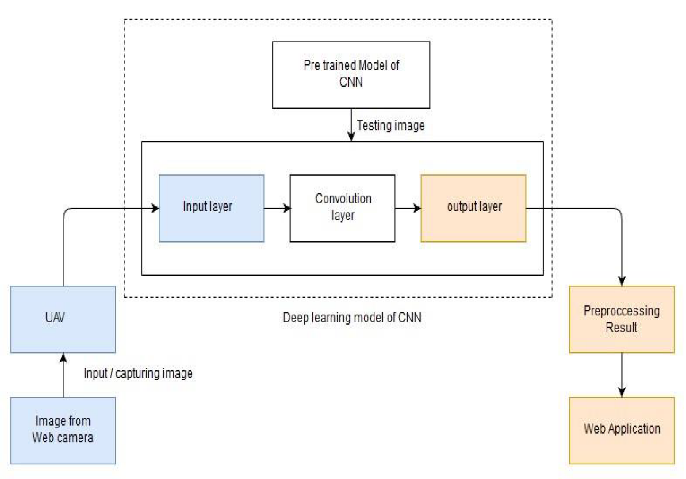 Pre trained Model of
CNN
Testing image
Input layer
Convolution
layer
output layer
Deep learning model of CNN
UAV
Input / capturing image
Image from
Web camera
Preproccessing
Result
Web Application